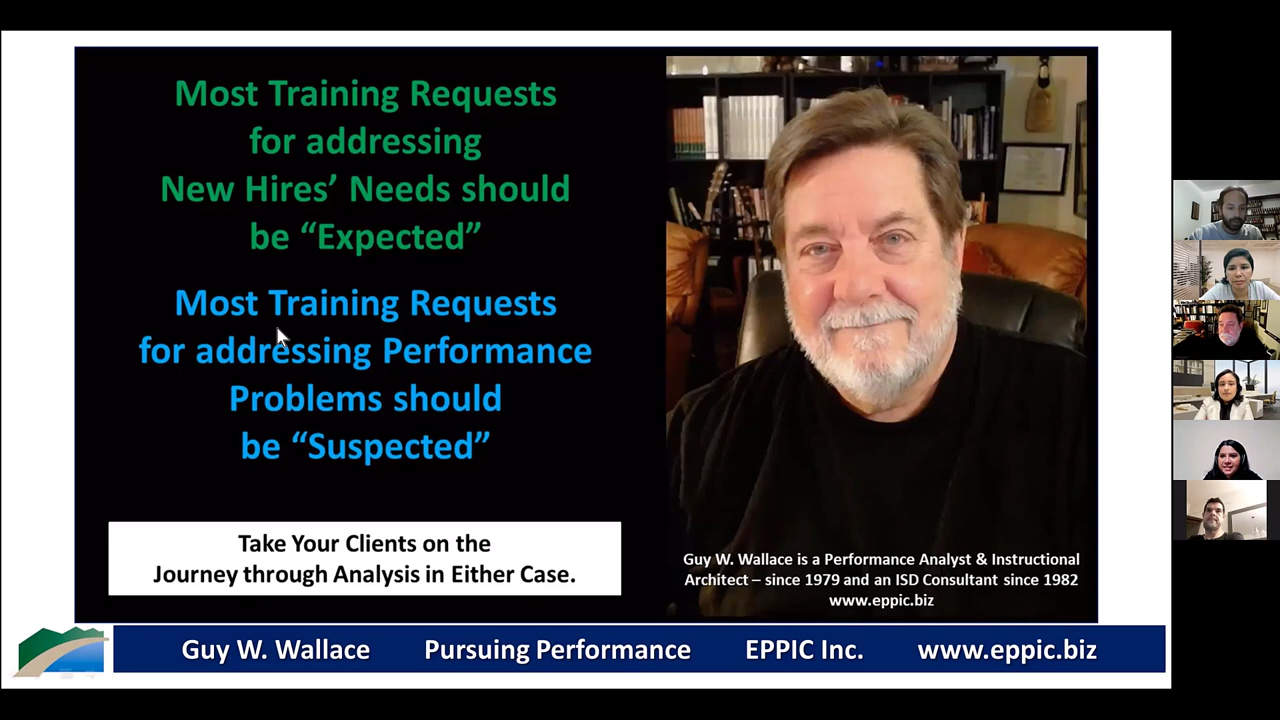 Most Training Requests
for addressing
New Hires’ Needs should
be “Expected”
Most Training Requests
for addressing Performance
Problems should
be “Suspected”
Take Your Clients on the
Journey through Analysis in Either Case.
Guy W. Wallace is a Performance Analyst & Instructional
Architect – since 1979 and an ISD Consultant since 1982
www.eppic.biz
Guy W. Wallace Pursuing Performance EPPIC Inc. www.eppic.biz